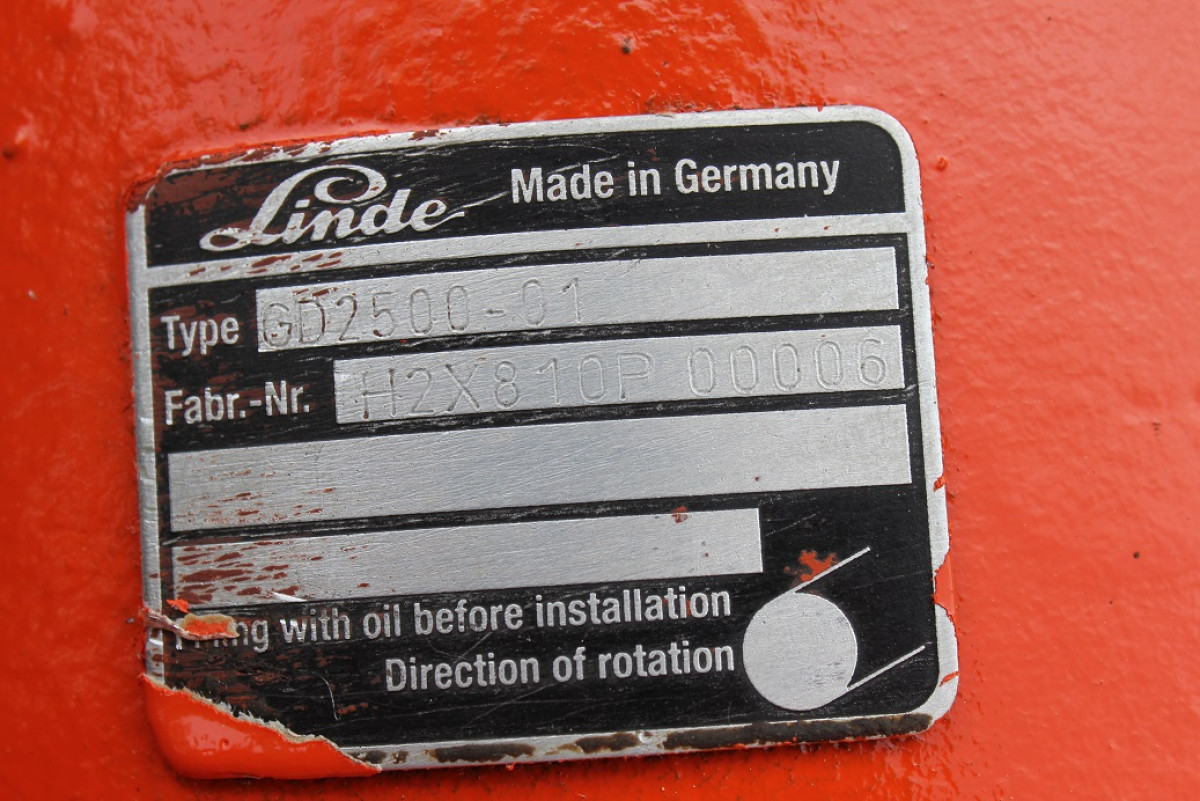 Linde Made in Germany
Type GD2500-01
Fabr.-Nr. H2X810P 00006
with oil before installation
Direction of rotation